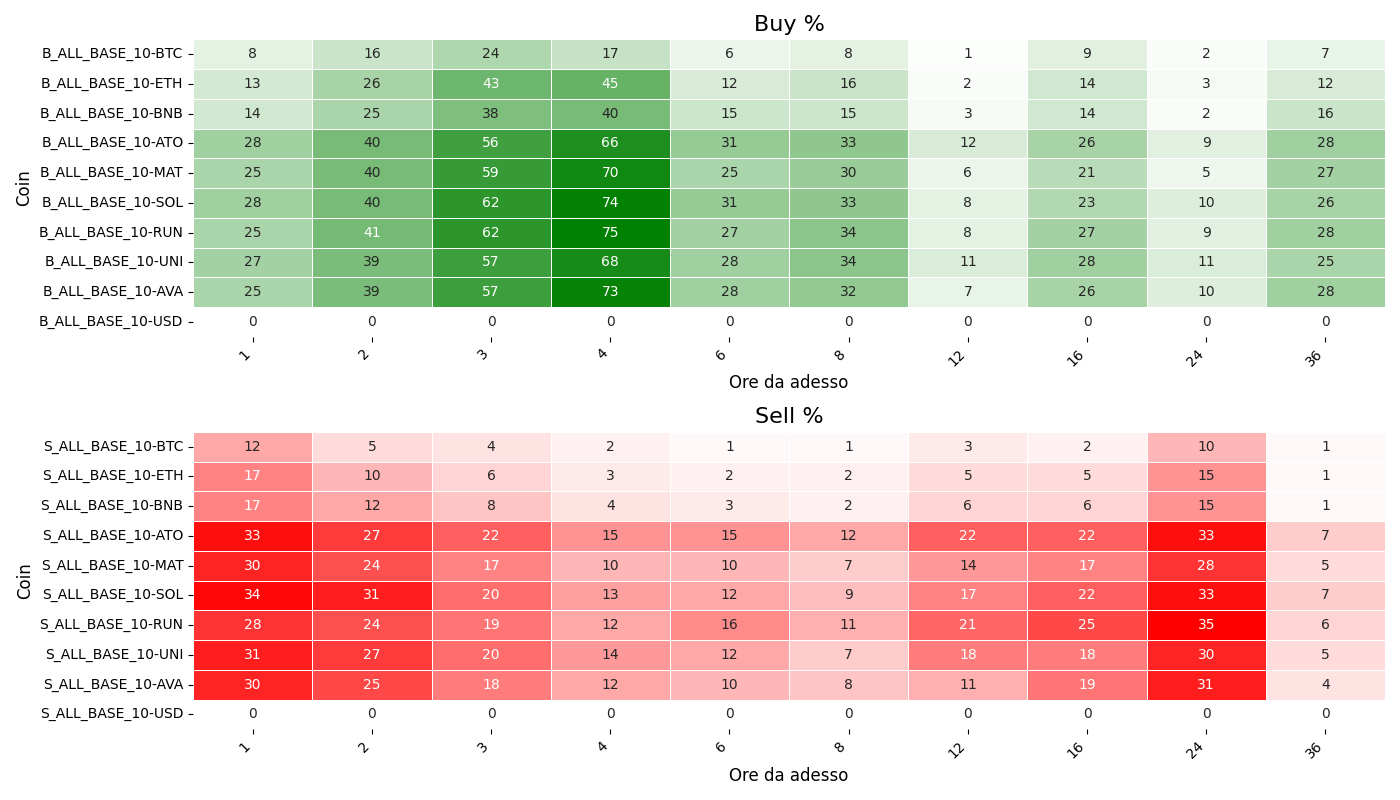 Buy %
Coin
B_ALL_BASE_10-BTC 8 16 24 17 6 8 1 9 2 7
B_ALL_BASE_10-ETH 13 26 43 45 12 16 2 14 3 12
B_ALL_BASE_10-BNB 14 25 38 40 15 15 3 14 2 16
B_ALL_BASE_10-ATO 28 40 56 66 31 33 12 26 9 28
B_ALL_BASE_10-MAT 25 40 59 70 25 30 6 21 5 27
B_ALL_BASE_10-SOL 28 40 62 74 31 33 8 23 10 26
B_ALL_BASE_10-RUN 25 41 62 75 27 34 8 27 9 28
B_ALL_BASE_10-UNI 27 39 57 68 28 34 11 28 11 25
B_ALL_BASE_10-AVA 25 39 57 73 28 32 7 26 10 28
B_ALL_BASE_10-USD 0 0 0 0 0 0 0 0 0 0
1 2 3 4 6 8 12 16 24 36
Ore da adesso
Sell %
Coin
S_ALL_BASE_10-BTC 12 5 4 2 1 1 3 2 10 1
S_ALL_BASE_10-ETH 17 10 6 3 2 2 5 5 15 1
S_ALL_BASE_10-BNB 17 12 8 4 3 2 6 6 15 1
S_ALL_BASE_10-ATO 33 27 22 15 15 12 22 22 33 7
S_ALL_BASE_10-MAT 30 24 17 10 10 7 14 17 28 5
S_ALL_BASE_10-SOL 34 31 20 13 12 9 17 22 33 7
S_ALL_BASE_10-RUN 28 24 19 12 16 11 21 25 35 6
S_ALL_BASE_10-UNI 31 27 20 14 12 7 18 18 30 5
S_ALL_BASE_10-AVA 30 25 18 12 10 8 11 19 31 4
S_ALL_BASE_10-USD 0 0 0 0 0 0 0 0 0 0
1 2 3 4 6 8 12 16 24 36
Ore da adesso